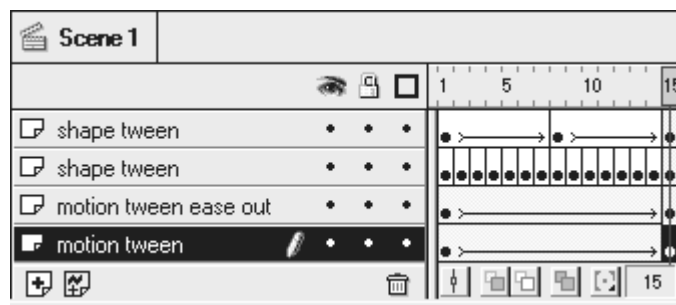 Scene 1
1 5 10 15
shape tween
shape tween
motion tween ease out
motion tween
15